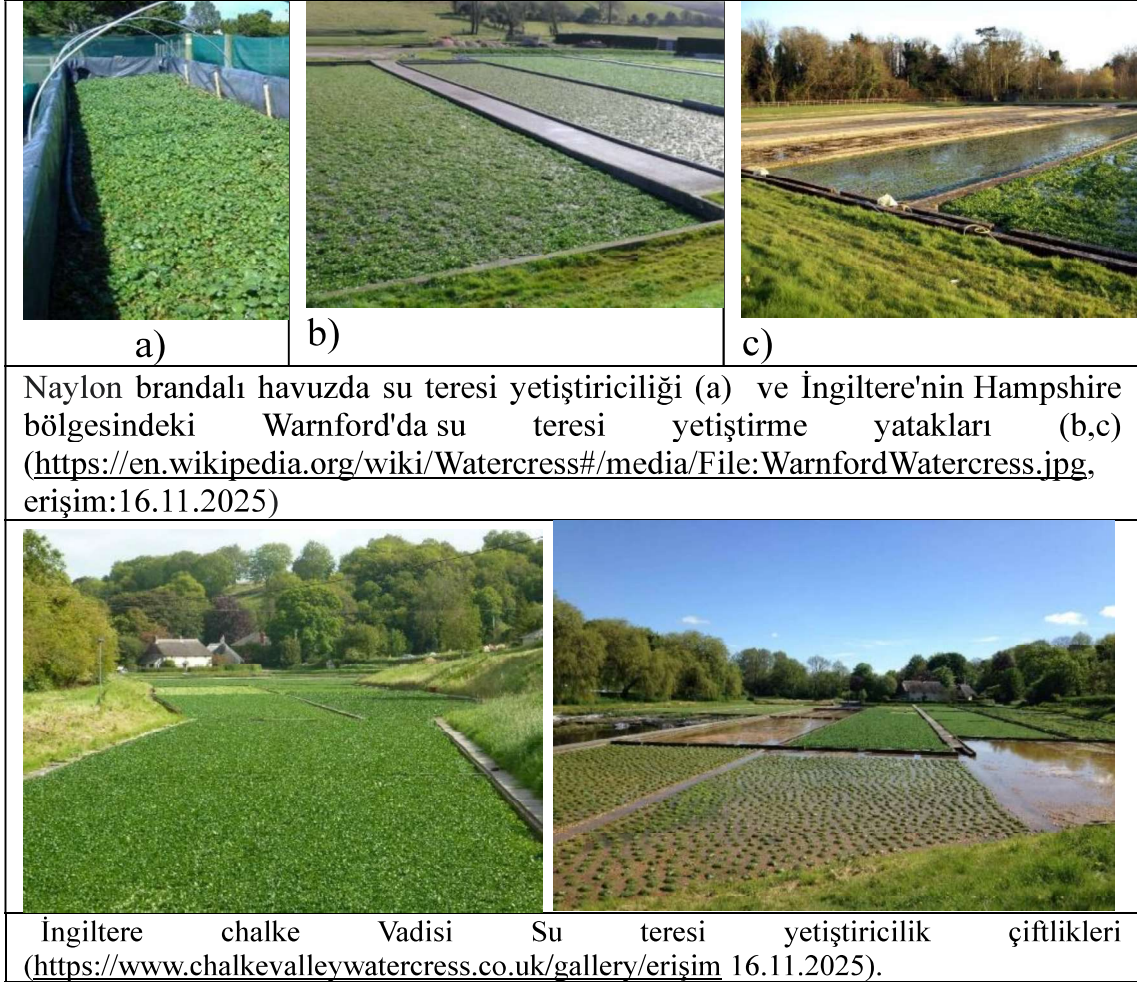 a)
b)
c)
Naylon brandalı havuzda su teresi yetiştiriciliği (a) ve İngiltere'nin Hampshire
bölgesindeki Warnford'da su teresi yetiştirme yatakları (b,c)
(https://en.wikipedia.org/wiki/Watercress#/media/File:WarnfordWatercress.jpg,
erişim:16.11.2025)
İngiltere chalke Vadisi Su teresi yetiştiricilik çiftlikleri
(https://www.chalkevalleywatercress.co.uk/gallery/erişim 16.11.2025).